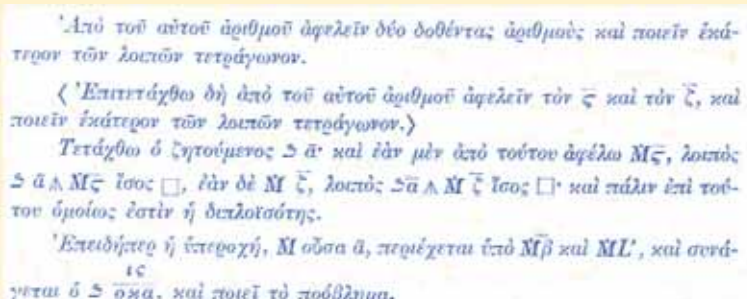 Ἀπὸ τοῦ αὐτοῦ ἀριθμοῦ ἀφελεῖν δύο δοθέντας ἀριθμοὺς καὶ ποιεῖν ἑκά-
τερον τῶν λοιπῶν τετράγωνον.
⟨ Ἐπιτετάχθω δὴ ἀπὸ τοῦ αὐτοῦ ἀριθμοῦ ἀφελεῖν τὸν ς̅ καὶ τὸν ζ̅, καὶ
ποιεῖν ἑκάτερον τῶν λοιπῶν τετράγωνον.⟩
Τετάχθω ὁ ζητούμενος ϟ α̅· καὶ ἐὰν μὲν ἀπὸ τούτου ἀφέλω M̊ς̅, λοιπὸς
ϟ α̅ ⩚ M̊ς̅ ἴσος □, ἐὰν δὲ M̊ ζ̅, λοιπὸς ϟα̅ ⩚ M̊ ζ̅ ἴσος □· καὶ πάλιν ἐπὶ τού-
του ὁμοίως ἐστὶν ἡ διπλοϊσότης.
Ἐπειδήπερ ἡ ὑπεροχή, M̊ οὖσα α̅, περιέχεται ὑπὸ M̊β̅ καὶ M̊L′, καὶ συνά-
ις
γεται ὁ ϟ ρ̅κ̅α̅, καὶ ποιεῖ τὸ πρόβλημα.